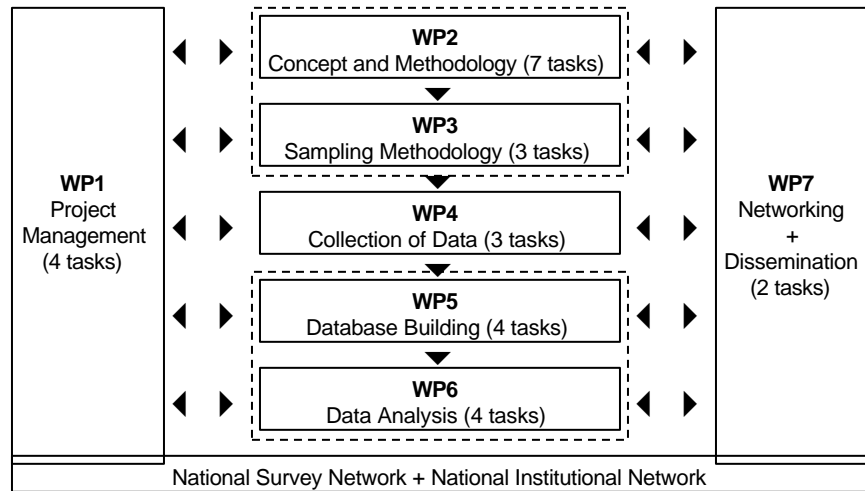 WP1
Project
Management
(4 tasks)
WP2
Concept and Methodology (7 tasks)
WP3
Sampling Methodology (3 tasks)
WP4
Collection of Data (3 tasks)
WP5
Database Building (4 tasks)
WP6
Data Analysis (4 tasks)
WP7
Networking
+
Dissemination
(2 tasks)
National Survey Network + National Institutional Network